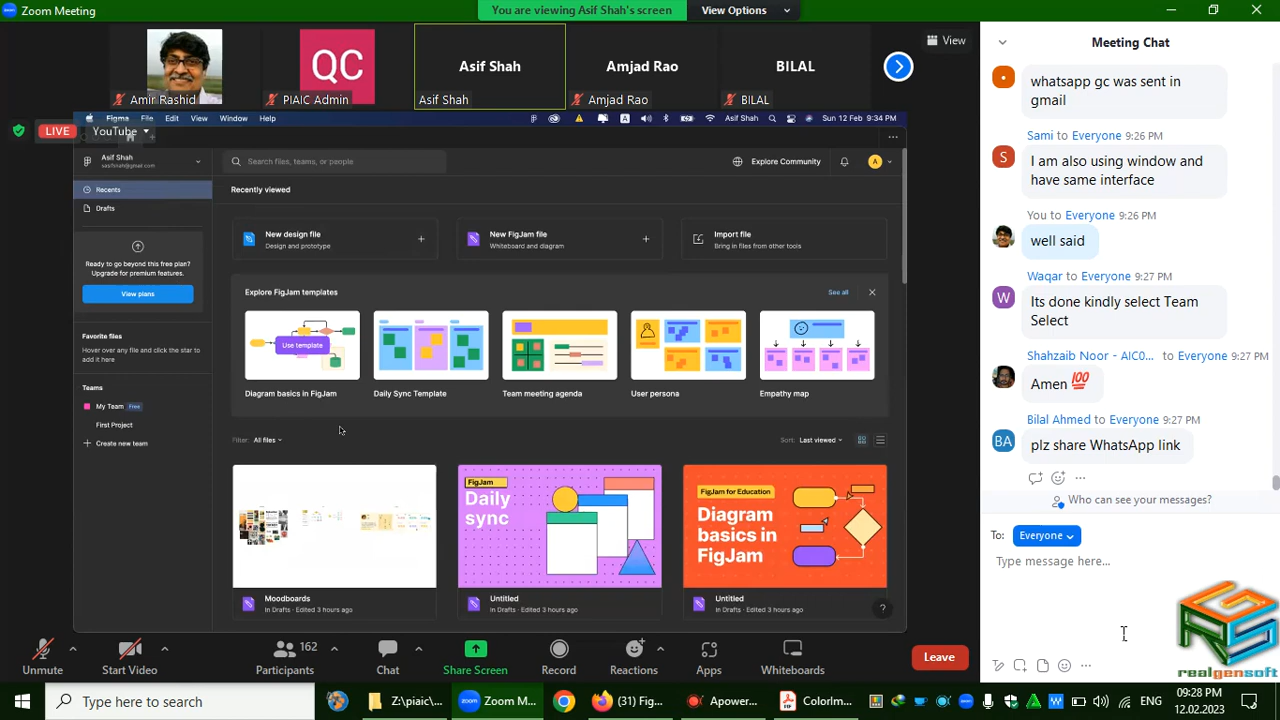 Zoom Meeting
You are viewing Asif Shah's screen
View Options
QC
Asif Shah
Amjad Rao
BILAL
View
Amir Rashid
PIAIC Admin
Asif Shah
Amjad Rao
BILAL
Figma File Edit View Window Help
Asif Shah Sun 12 Feb 9:34 PM
LIVE
YouTube
Asif Shah
Search files, teams, or people
Explore Community
A
Recents
Drafts
Ready to go beyond this free plan?
Upgrade for premium features.
View plans
Favorite files
Hover over any file and click the star to
add it here
Teams
My Team Free
First Project
Create new team
Recently viewed
New design file
Design and prototype
New FigJam file
Whiteboard and diagram
Import file
Bring in files from other tools
Explore FigJam templates
See all
Use template
Diagram basics in FigJam
Daily Sync Template
Team meeting agenda
User persona
Empathy map
Filter: All files
Sort: Last viewed
FigJam
Daily
sync
FigJam for Education
Diagram
basics in
FigJam
Moodboards
In Drafts · Edited 3 hours ago
Untitled
In Drafts · Edited 3 hours ago
Untitled
In Drafts · Edited 3 hours ago
?
Meeting Chat
whatsapp gc was sent in
gmail
Sami to Everyone 9:26 PM
S
I am also using window and
have same interface
You to Everyone 9:26 PM
well said
Waqar to Everyone 9:27 PM
W
Its done kindly select Team
Select
Shahzaib Noor - AIC0... to Everyone 9:27 PM
Amen 💯
Bilal Ahmed to Everyone 9:27 PM
BA
plz share WhatsApp link
Who can see your messages?
To: Everyone
Type message here...
realgensoft
Unmute
Start Video
162
Participants
Chat
Share Screen
Record
Reactions
Apps
Whiteboards
Leave
Type here to search
Z:\piaic\...
Zoom M...
(31) Fig...
Apower...
ColorIm...
ENG
09:28 PM
12.02.2023